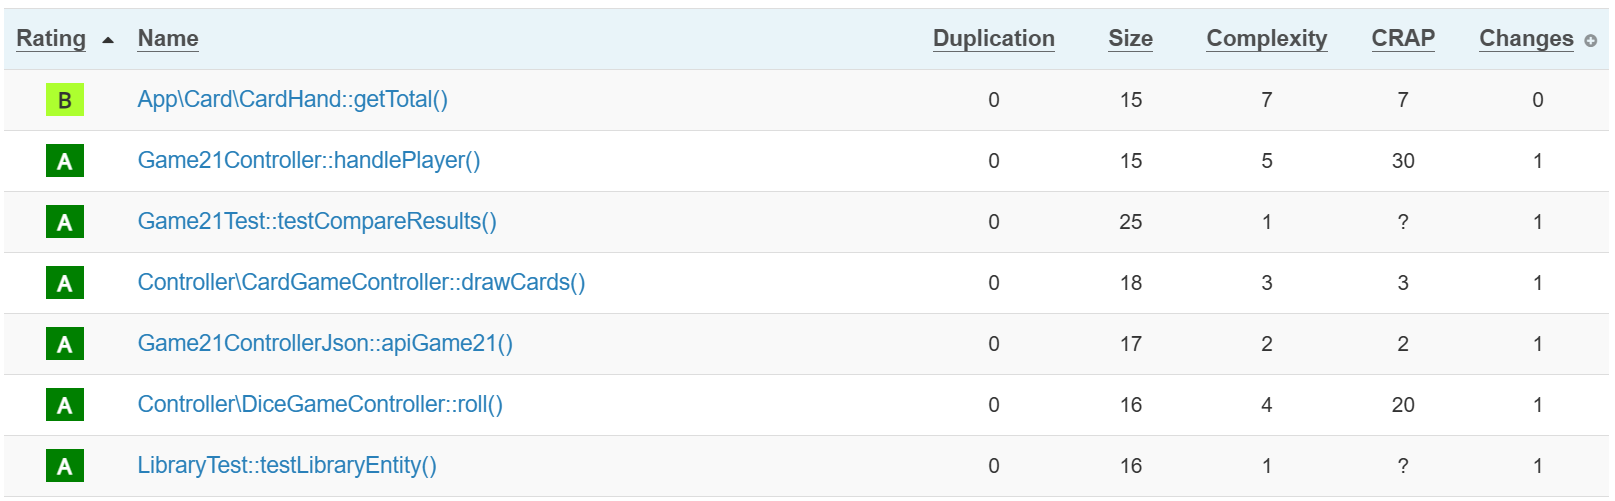 Rating Name Duplication Size Complexity CRAP Changes
B App\Card\CardHand::getTotal() 0 15 7 7 0
A Game21Controller::handlePlayer() 0 15 5 30 1
A Game21Test::testCompareResults() 0 25 1 ? 1
A Controller\CardGameController::drawCards() 0 18 3 3 1
A Game21ControllerJson::apiGame21() 0 17 2 2 1
A Controller\DiceGameController::roll() 0 16 4 20 1
A LibraryTest::testLibraryEntity() 0 16 1 ? 1